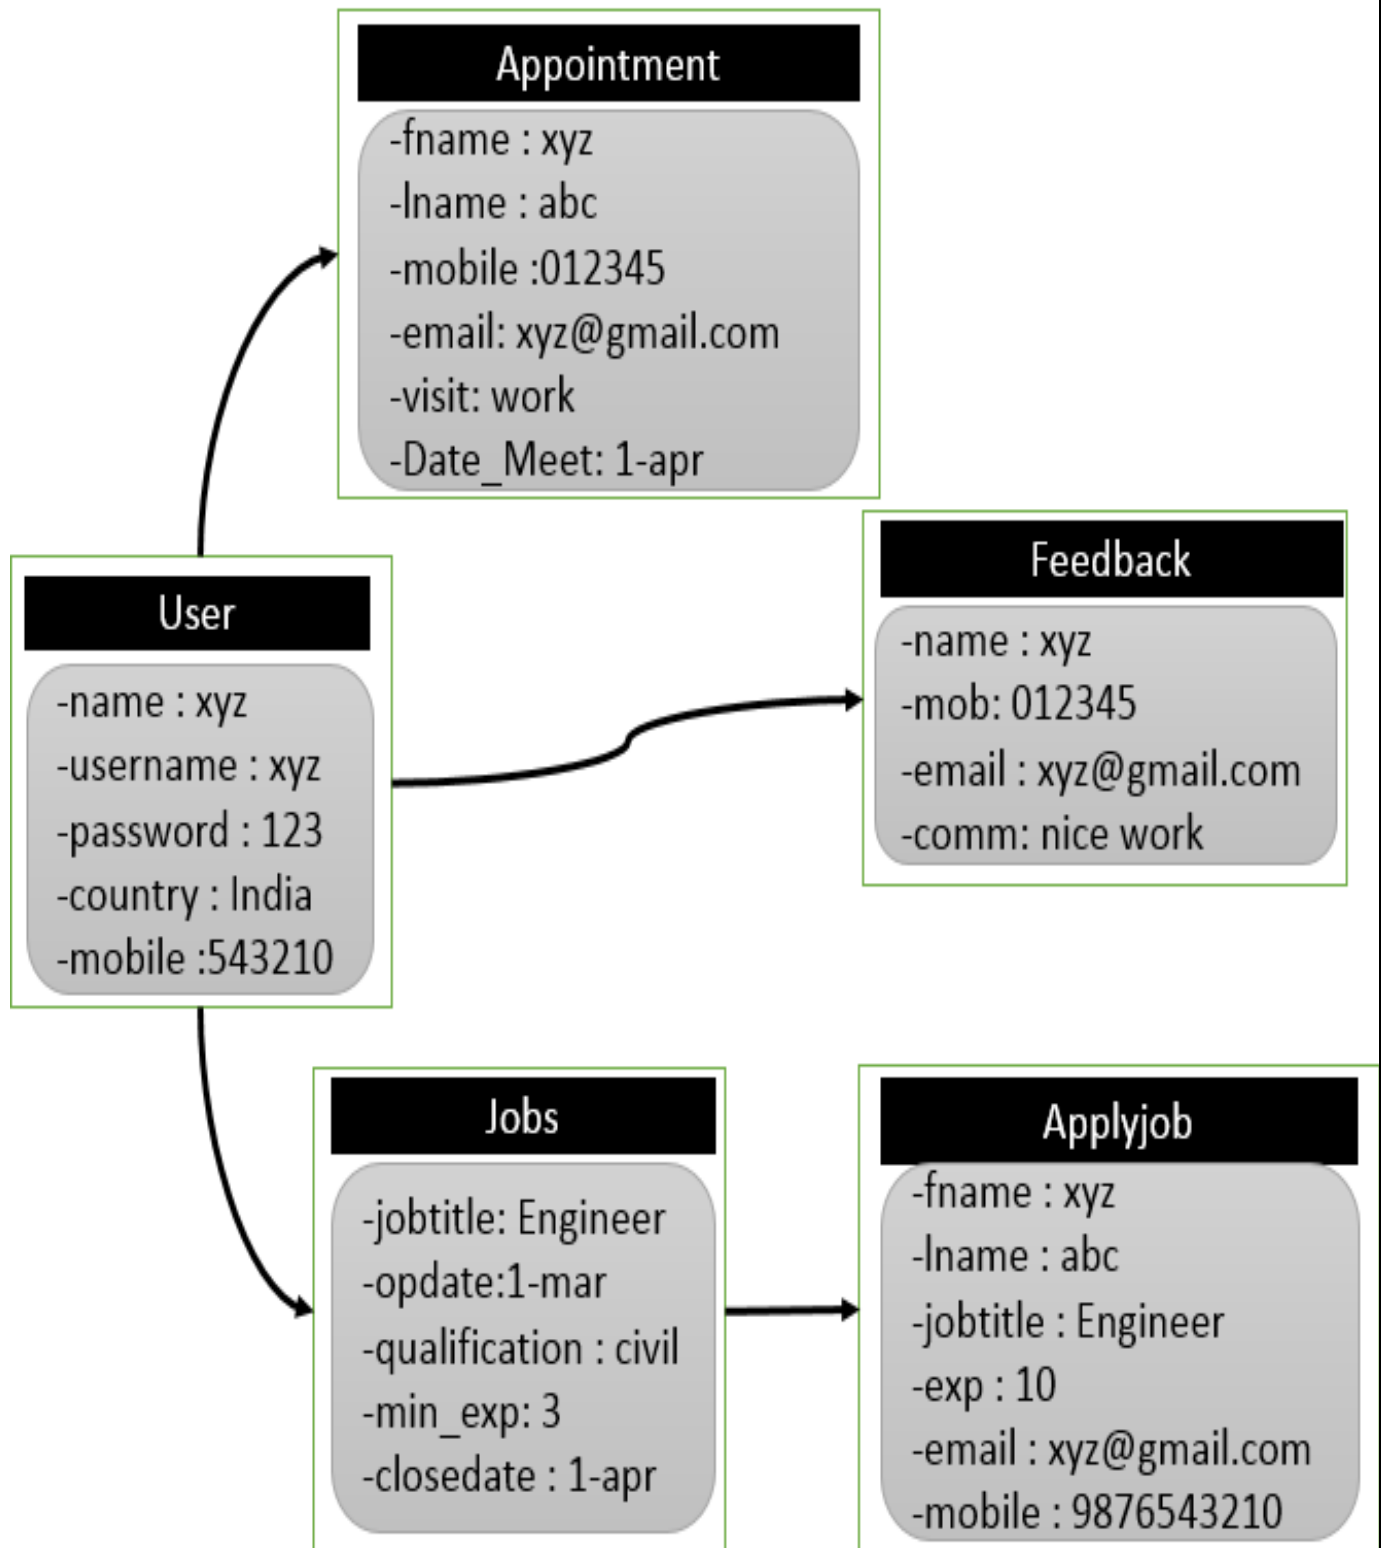 Appointment
-fname : xyz
-lname : abc
-mobile :012345
-email: xyz@gmail.com
-visit: work
-Date_Meet: 1-apr
User
-name : xyz
-username : xyz
-password : 123
-country : India
-mobile :543210
Feedback
-name : xyz
-mob: 012345
-email : xyz@gmail.com
-comm: nice work
Jobs
-jobtitle: Engineer
-opdate:1-mar
-qualification : civil
-min_exp: 3
-closedate : 1-apr
Applyjob
-fname : xyz
-lname : abc
-jobtitle : Engineer
-exp : 10
-email : xyz@gmail.com
-mobile : 9876543210